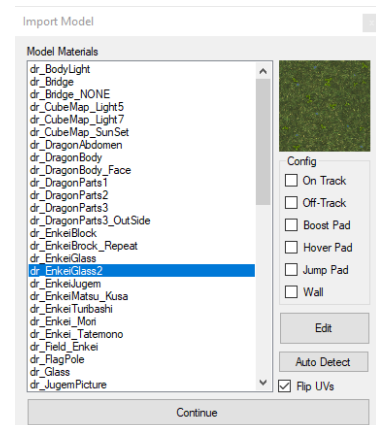 Import Model
x
Model Materials
dr_BodyLight
dr_Bridge
dr_Bridge_NONE
dr_CubeMap_Light5
dr_CubeMap_Light7
dr_CubeMap_SunSet
dr_DragonAbdomen
dr_DragonBody
dr_DragonBody_Face
dr_DragonParts1
dr_DragonParts2
dr_DragonParts3
dr_DragonParts3_OutSide
dr_EnkeiBlock
dr_EnkeiBrock_Repeat
dr_EnkeiGlass
dr_EnkeiGlass2
dr_EnkeiJugem
dr_EnkeiMatsu_Kusa
dr_EnkeiTuribashi
dr_Enkei_Mori
dr_Enkei_Tatemono
dr_Field_Enkei
dr_FlagPole
dr_Glass
dr_JugemPicture
Config
On Track
Off-Track
Boost Pad
Hover Pad
Jump Pad
Wall
Edit
Auto Detect
Flip UVs
Continue